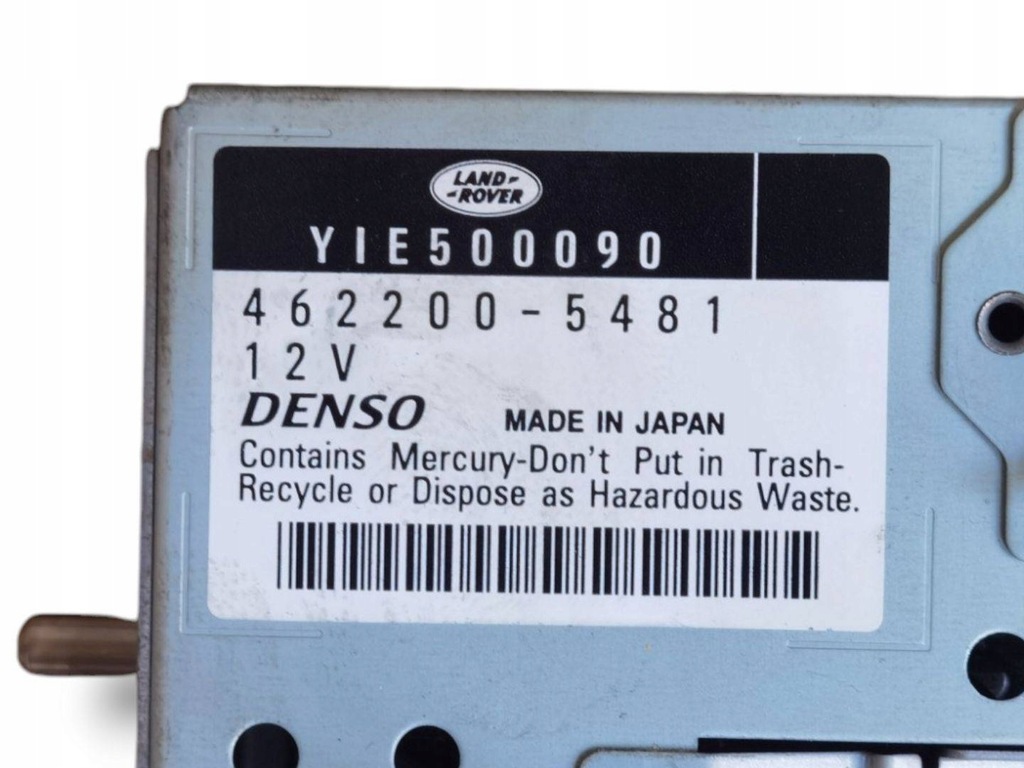 LAND-
-ROVER
YIE500090
462200-5481
12V
DENSO MADE IN JAPAN
Contains Mercury-Don't Put in Trash-
Recycle or Dispose as Hazardous Waste.